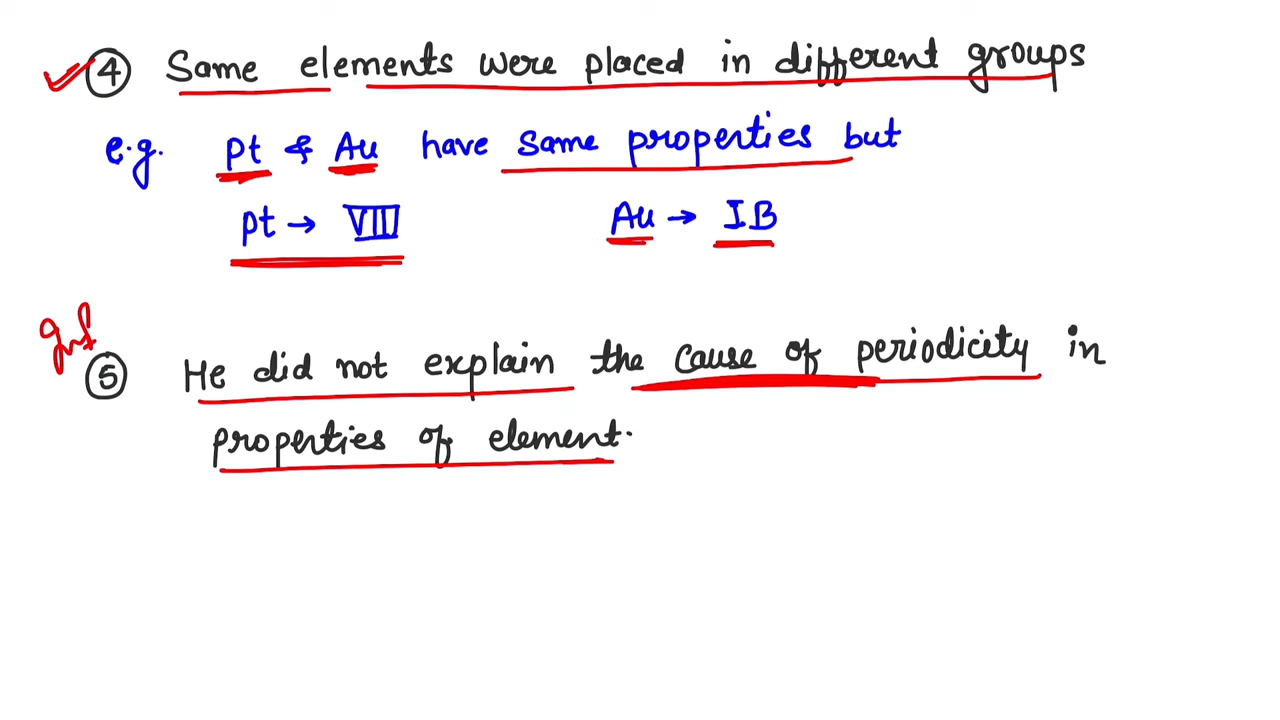 ④ Same elements were placed in different groups
e.g. pt & Au have same properties but
pt → VIII Au → IB
⑤ He did not explain the cause of periodicity in
properties of element.